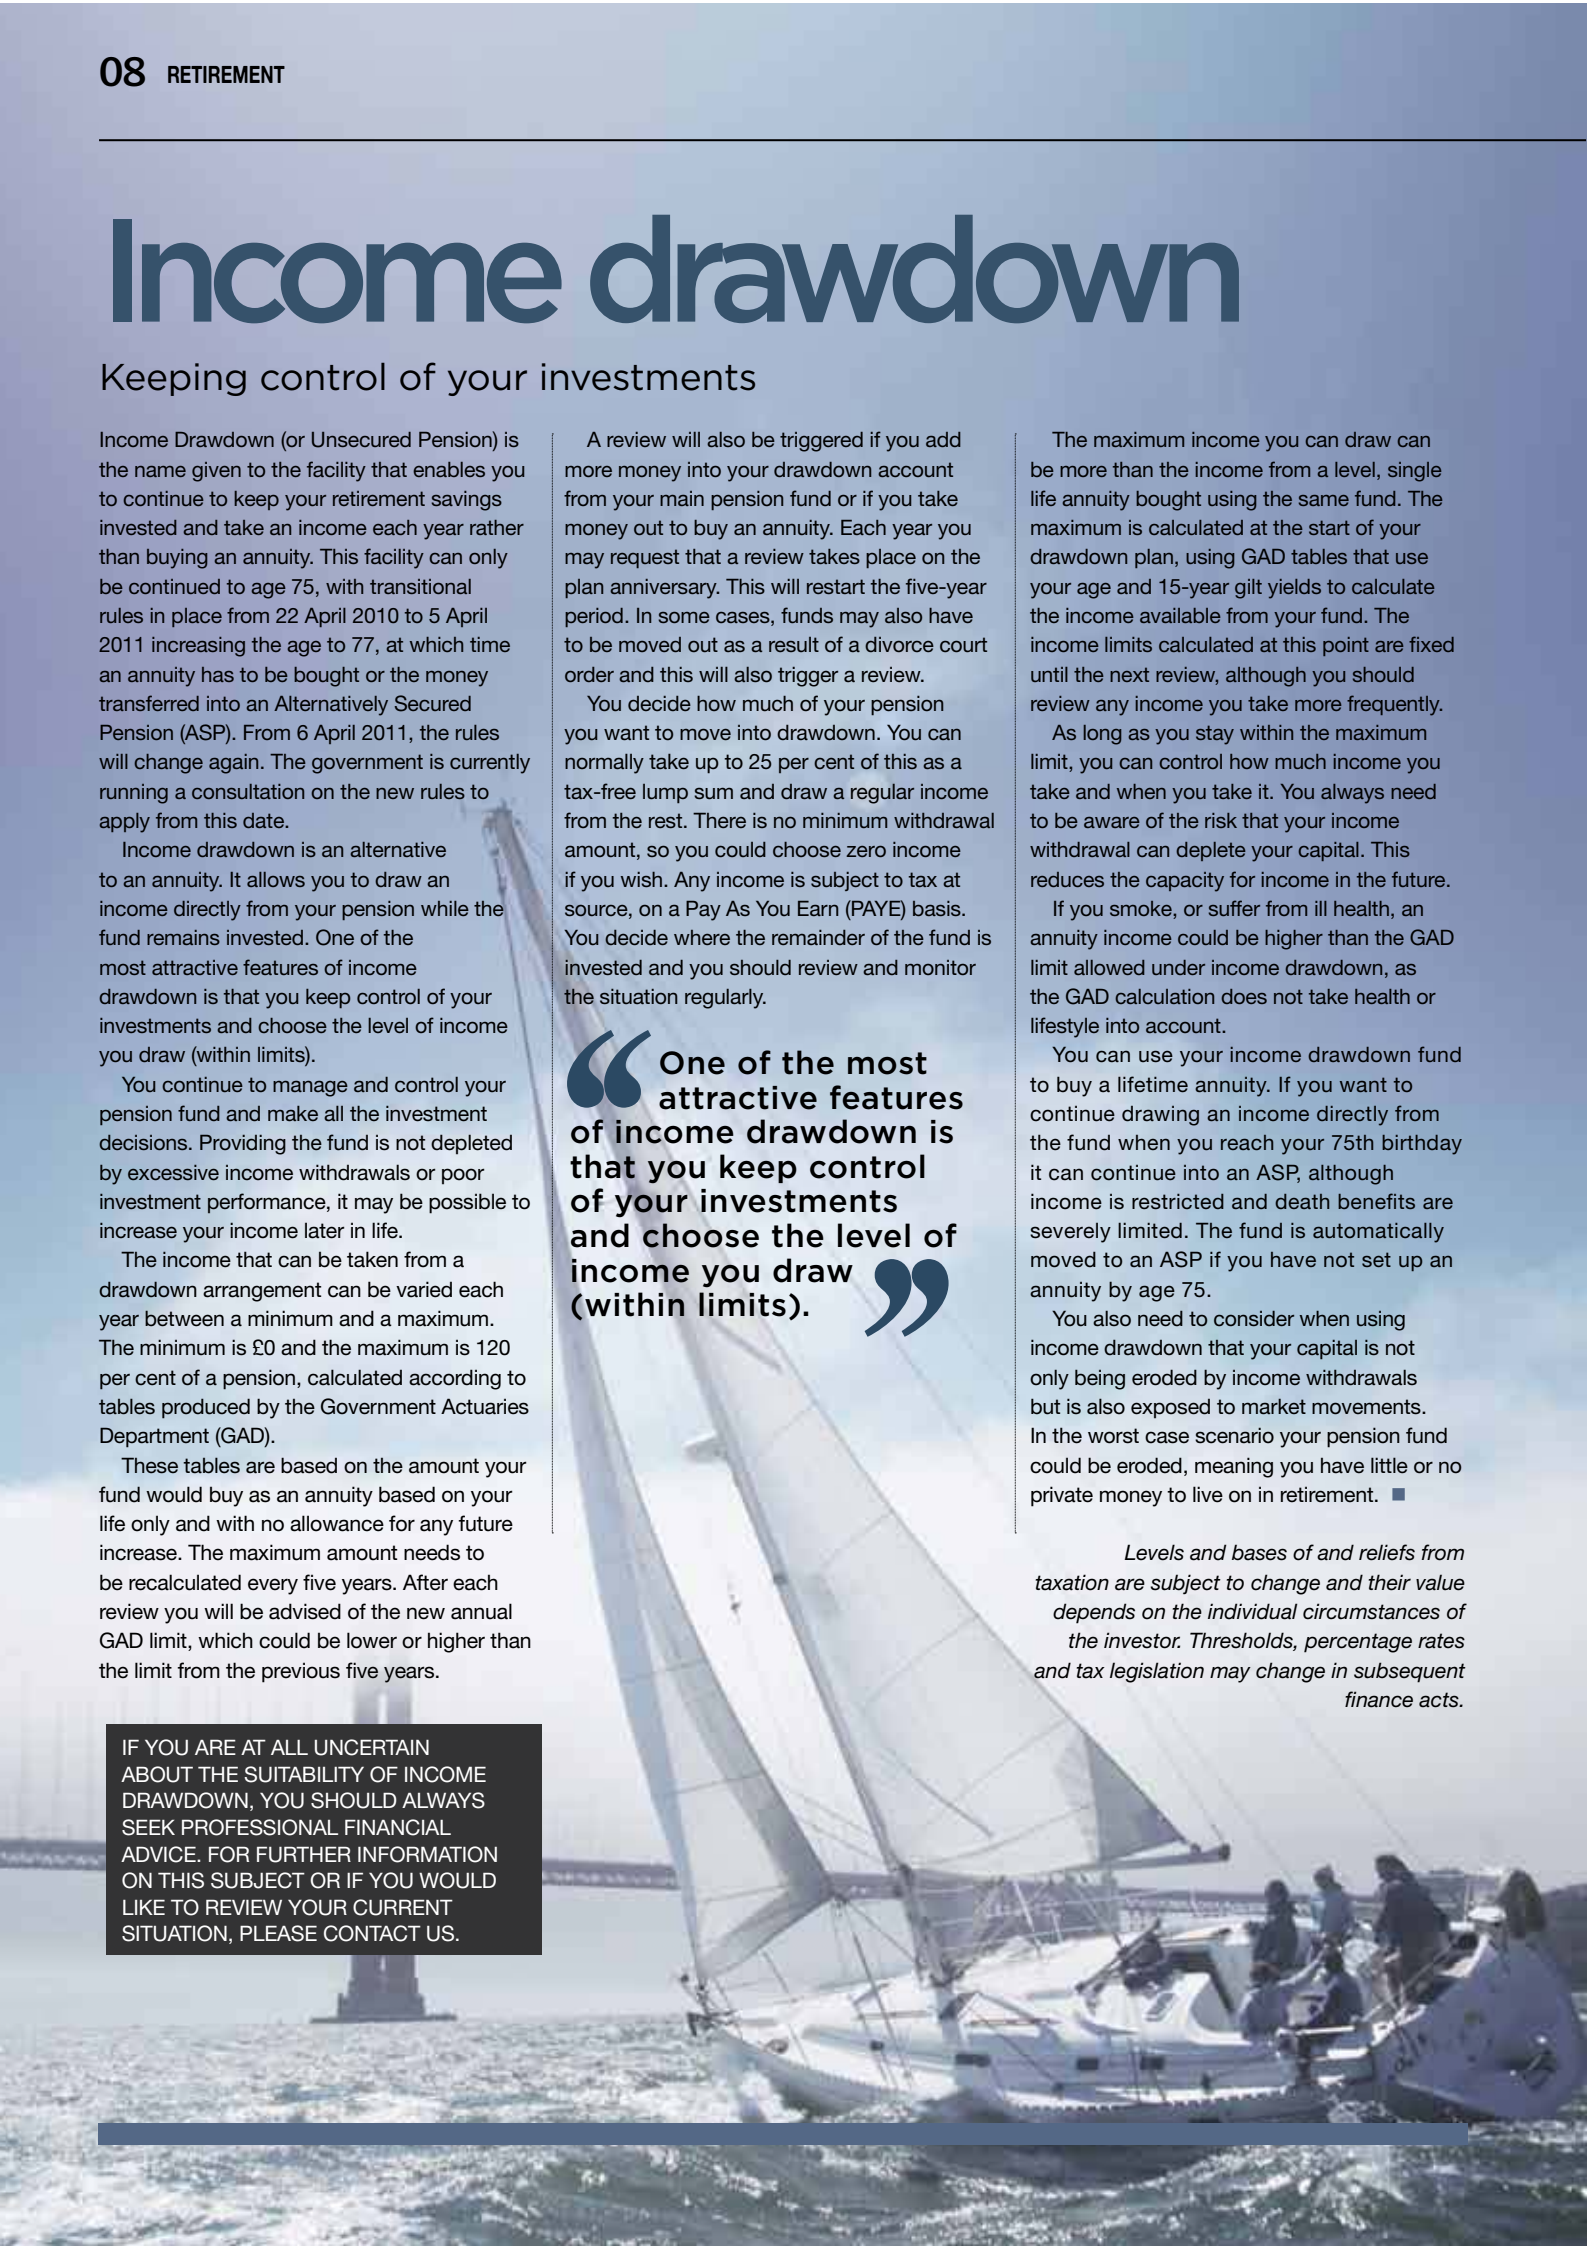 08 RETIREMENT
Income drawdown
Keeping control of your investments
Income Drawdown (or Unsecured Pension) is
the name given to the facility that enables you
to continue to keep your retirement savings
invested and take an income each year rather
than buying an annuity. This facility can only
be continued to age 75, with transitional
rules in place from 22 April 2010 to 5 April
2011 increasing the age to 77, at which time
an annuity has to be bought or the money
transferred into an Alternatively Secured
Pension (ASP). From 6 April 2011, the rules
will change again. The government is currently
running a consultation on the new rules to
apply from this date.
Income drawdown is an alternative
to an annuity. It allows you to draw an
income directly from your pension while the
fund remains invested. One of the
most attractive features of income
drawdown is that you keep control of your
investments and choose the level of income
you draw (within limits).
You continue to manage and control your
pension fund and make all the investment
decisions. Providing the fund is not depleted
by excessive income withdrawals or poor
investment performance, it may be possible to
increase your income later in life.
The income that can be taken from a
drawdown arrangement can be varied each
year between a minimum and a maximum.
The minimum is £0 and the maximum is 120
per cent of a pension, calculated according to
tables produced by the Government Actuaries
Department (GAD).
These tables are based on the amount your
fund would buy as an annuity based on your
life only and with no allowance for any future
increase. The maximum amount needs to
be recalculated every five years. After each
review you will be advised of the new annual
GAD limit, which could be lower or higher than
the limit from the previous five years.
IF YOU ARE AT ALL UNCERTAIN
ABOUT THE SUITABILITY OF INCOME
DRAWDOWN, YOU SHOULD ALWAYS
SEEK PROFESSIONAL FINANCIAL
ADVICE. FOR FURTHER INFORMATION
ON THIS SUBJECT OR IF YOU WOULD
LIKE TO REVIEW YOUR CURRENT
SITUATION, PLEASE CONTACT US.
A review will also be triggered if you add
more money into your drawdown account
from your main pension fund or if you take
money out to buy an annuity. Each year you
may request that a review takes place on the
plan anniversary. This will restart the five-year
period. In some cases, funds may also have
to be moved out as a result of a divorce court
order and this will also trigger a review.
You decide how much of your pension
you want to move into drawdown. You can
normally take up to 25 per cent of this as a
tax-free lump sum and draw a regular income
from the rest. There is no minimum withdrawal
amount, so you could choose zero income
if you wish. Any income is subject to tax at
source, on a Pay As You Earn (PAYE) basis.
You decide where the remainder of the fund is
invested and you should review and monitor
the situation regularly.
“One of the most
attractive features
of income drawdown is
that you keep control
of your investments
and choose the level of
income you draw
(within limits).”
The maximum income you can draw can
be more than the income from a level, single
life annuity bought using the same fund. The
maximum is calculated at the start of your
drawdown plan, using GAD tables that use
your age and 15-year gilt yields to calculate
the income available from your fund. The
income limits calculated at this point are fixed
until the next review, although you should
review any income you take more frequently.
As long as you stay within the maximum
limit, you can control how much income you
take and when you take it. You always need
to be aware of the risk that your income
withdrawal can deplete your capital. This
reduces the capacity for income in the future.
If you smoke, or suffer from ill health, an
annuity income could be higher than the GAD
limit allowed under income drawdown, as
the GAD calculation does not take health or
lifestyle into account.
You can use your income drawdown fund
to buy a lifetime annuity. If you want to
continue drawing an income directly from
the fund when you reach your 75th birthday
it can continue into an ASP, although
income is restricted and death benefits are
severely limited. The fund is automatically
moved to an ASP if you have not set up an
annuity by age 75.
You also need to consider when using
income drawdown that your capital is not
only being eroded by income withdrawals
but is also exposed to market movements.
In the worst case scenario your pension fund
could be eroded, meaning you have little or no
private money to live on in retirement. ■
Levels and bases of and reliefs from
taxation are subject to change and their value
depends on the individual circumstances of
the investor. Thresholds, percentage rates
and tax legislation may change in subsequent
finance acts.